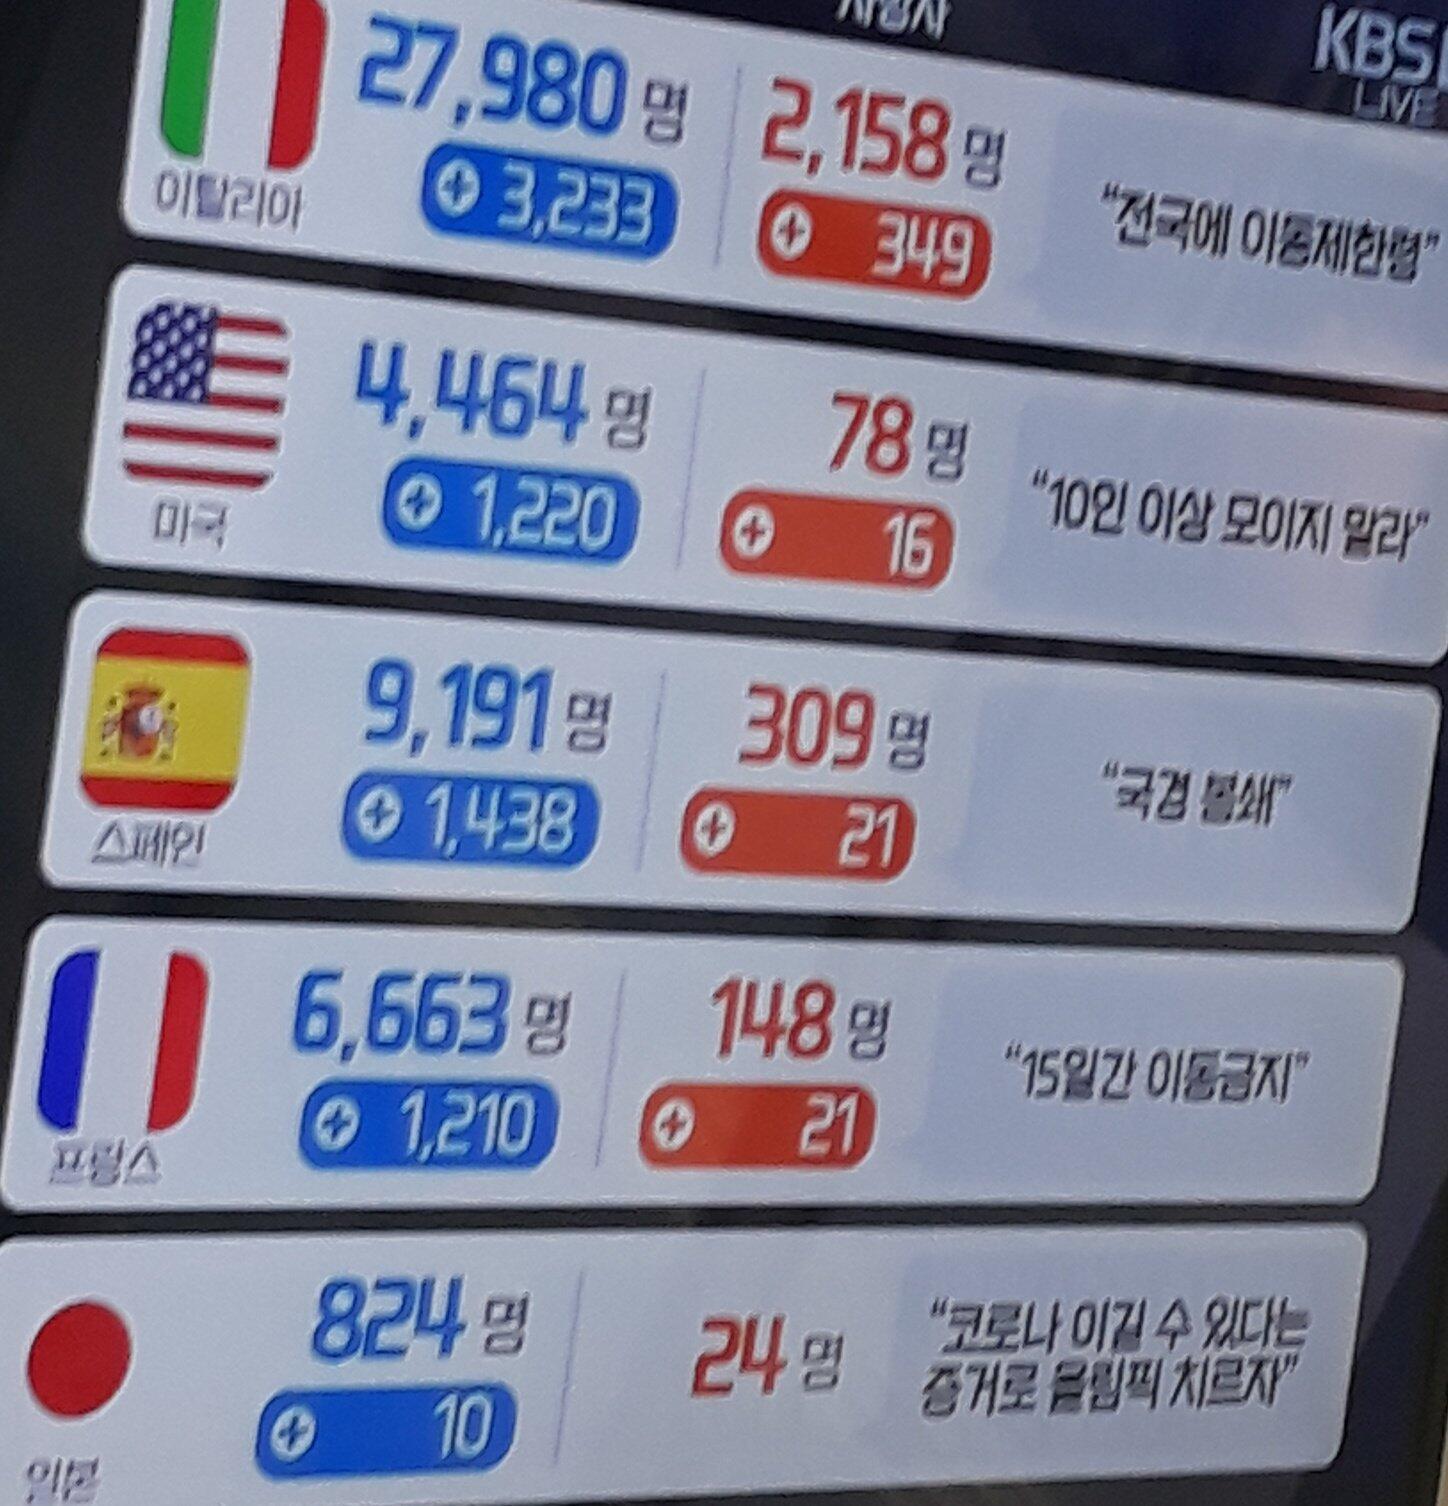 사망자
KBS
LIVE
27,980 명
2,158 명
+ 3,233
+ 349
이탈리아
"전국에 이동제한령"
4,464 명
78 명
+ 1,220
+ 16
미국
"10인 이상 모이지 말라"
9,191 명
309 명
+ 1,438
+ 21
스페인
"국경 봉쇄"
6,663 명
148 명
+ 1,210
+ 21
프랑스
"15일간 이동금지"
824 명
24 명
+ 10
일본
"코로나 이길 수 있다는
증거로 올림픽 치르자"